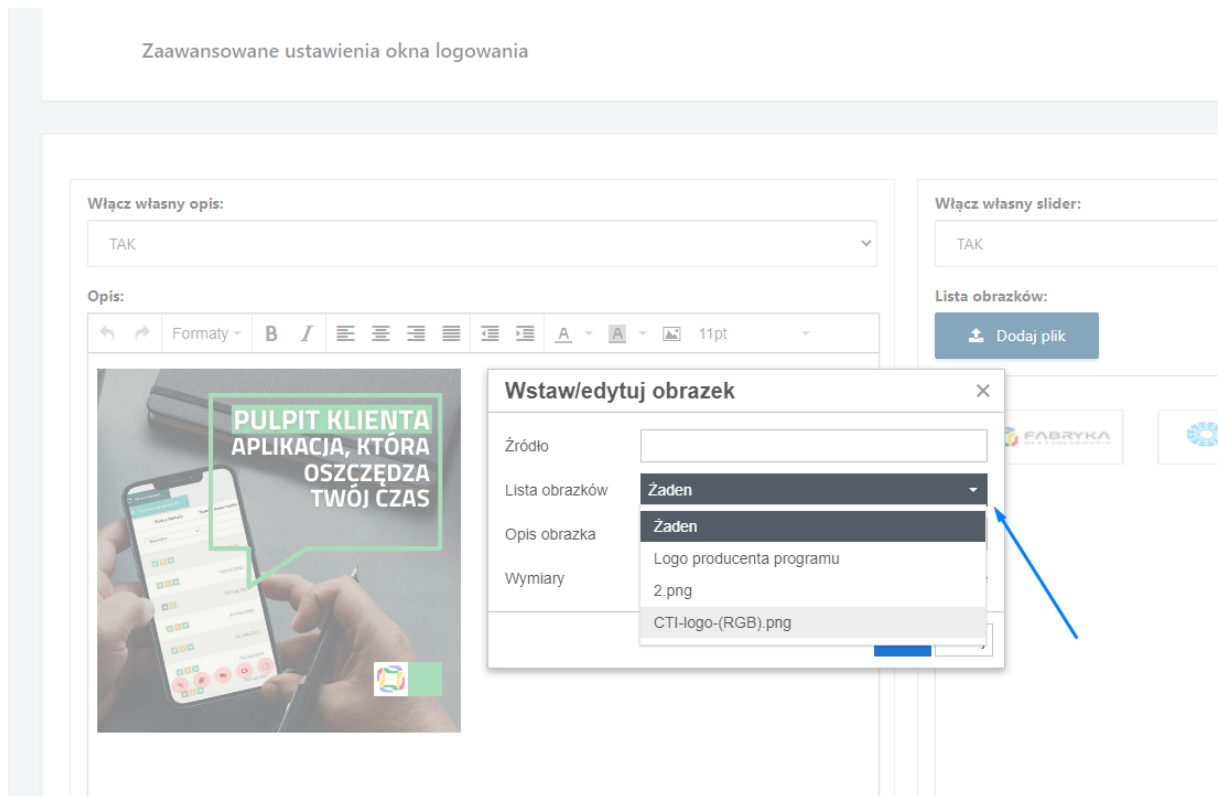 Zaawansowane ustawienia okna logowania
Włącz własny opis:
TAK
Opis:
Formaty
B
I
A
A
11pt
PULPIT KLIENTA
APLIKACJA, KTÓRA
OSZCZĘDZA
TWÓJ CZAS
Wstaw/edytuj obrazek
×
Źródło
Lista obrazków
Żaden
Żaden
Logo producenta programu
2.png
CTI-logo-(RGB).png
Opis obrazka
Wymiary
Włącz własny slider:
TAK
Lista obrazków:
Dodaj plik
FABRYKA